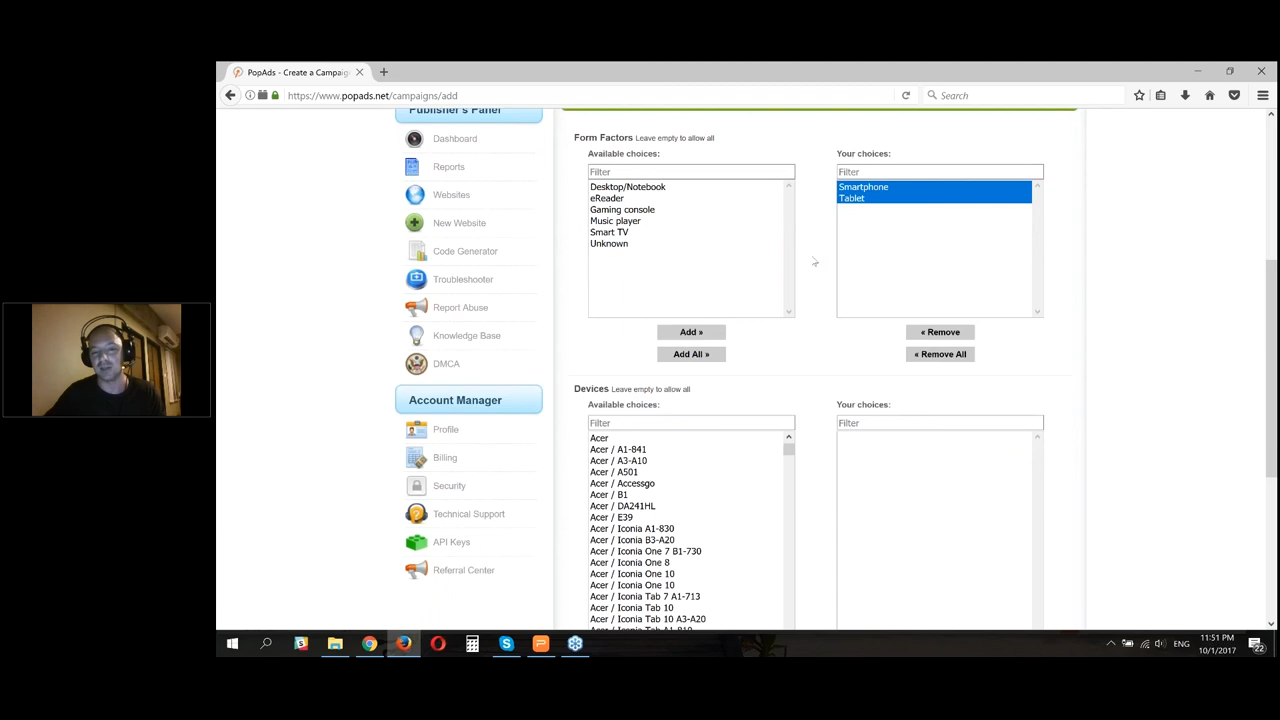 PopAds - Create a Campaig
https://www.popads.net/campaigns/add
Search
Publisher's Panel
Dashboard
Reports
Websites
New Website
Code Generator
Troubleshooter
Report Abuse
Knowledge Base
DMCA
Account Manager
Profile
Billing
Security
Technical Support
API Keys
Referral Center
Form Factors Leave empty to allow all
Available choices:
Filter
Desktop/Notebook
eReader
Gaming console
Music player
Smart TV
Unknown
Add »
Add All »
Your choices:
Filter
Smartphone
Tablet
« Remove
« Remove All
Devices Leave empty to allow all
Available choices:
Filter
Acer
Acer / A1-841
Acer / A3-A10
Acer / A501
Acer / Accessgo
Acer / B1
Acer / DA241HL
Acer / E39
Acer / Iconia A1-830
Acer / Iconia B3-A20
Acer / Iconia One 7 B1-730
Acer / Iconia One 8
Acer / Iconia One 10
Acer / Iconia One 10
Acer / Iconia Tab 7 A1-713
Acer / Iconia Tab 10
Acer / Iconia Tab 10 A3-A20
Your choices:
Filter
ENG
11:51 PM
10/1/2017
22